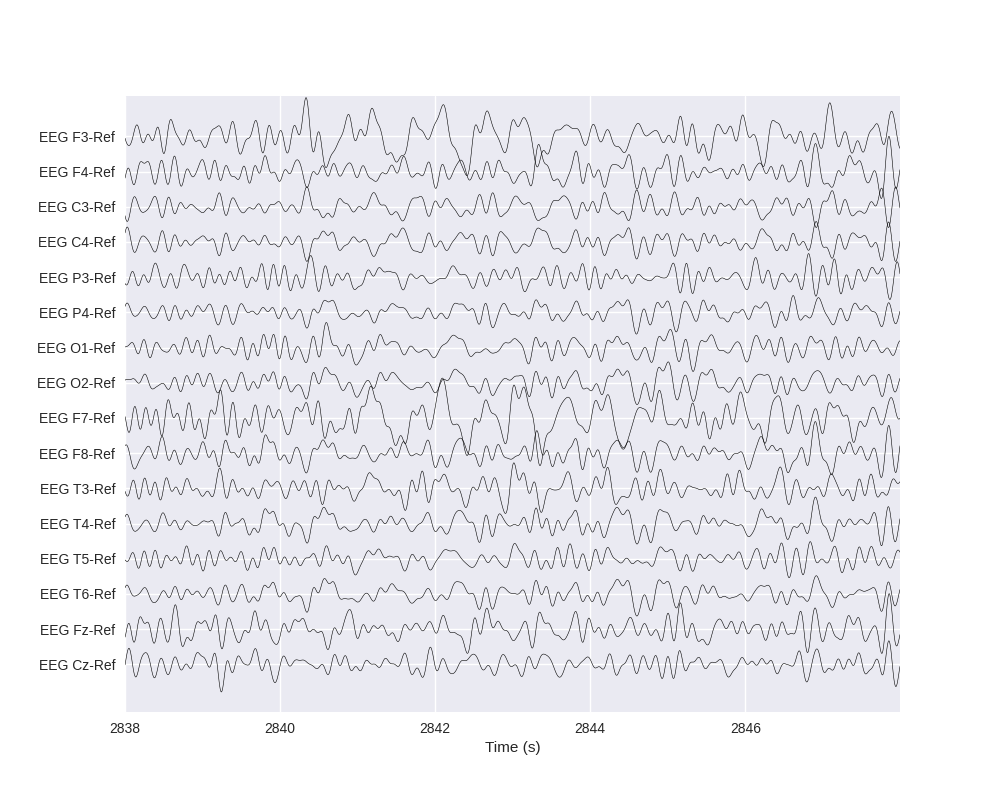 EEG F3-Ref
EEG F4-Ref
EEG C3-Ref
EEG C4-Ref
EEG P3-Ref
EEG P4-Ref
EEG O1-Ref
EEG O2-Ref
EEG F7-Ref
EEG F8-Ref
EEG T3-Ref
EEG T4-Ref
EEG T5-Ref
EEG T6-Ref
EEG Fz-Ref
EEG Cz-Ref
2838 2840 2842 2844 2846
Time (s)